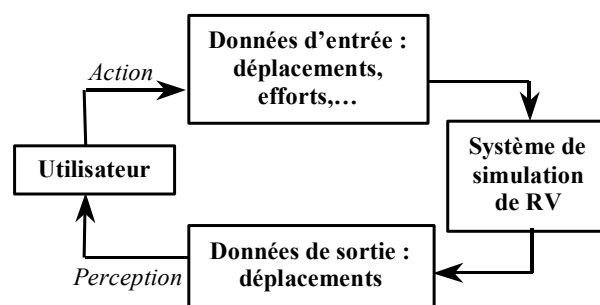 Données d'entrée :
déplacements,
efforts,…
Action
Utilisateur
Système de
simulation
de RV
Données de sortie :
déplacements
Perception